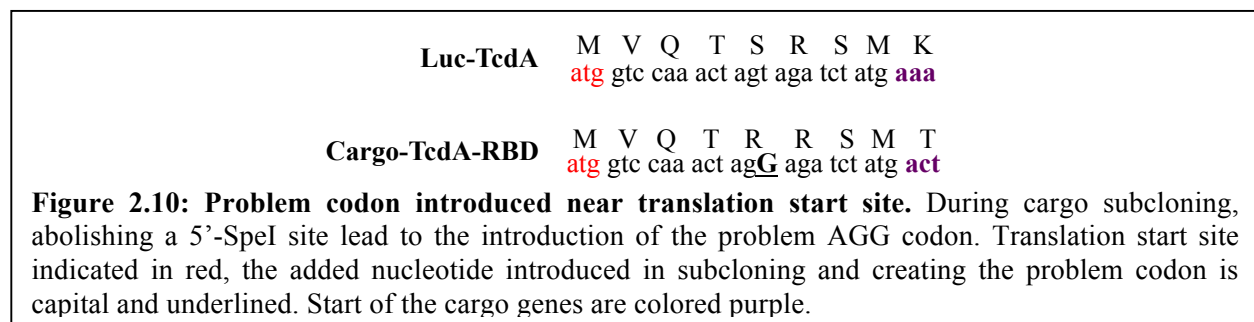 M V Q T S R S M K
Luc-TcdA atg gtc caa act agt aga tct atg aaa
M V Q T R R S M T
Cargo-TcdA-RBD atg gtc caa act agG aga tct atg act
Figure 2.10: Problem codon introduced near translation start site. During cargo subcloning,
abolishing a 5’-SpeI site lead to the introduction of the problem AGG codon. Translation start site
indicated in red, the added nucleotide introduced in subcloning and creating the problem codon is
capital and underlined. Start of the cargo genes are colored purple.